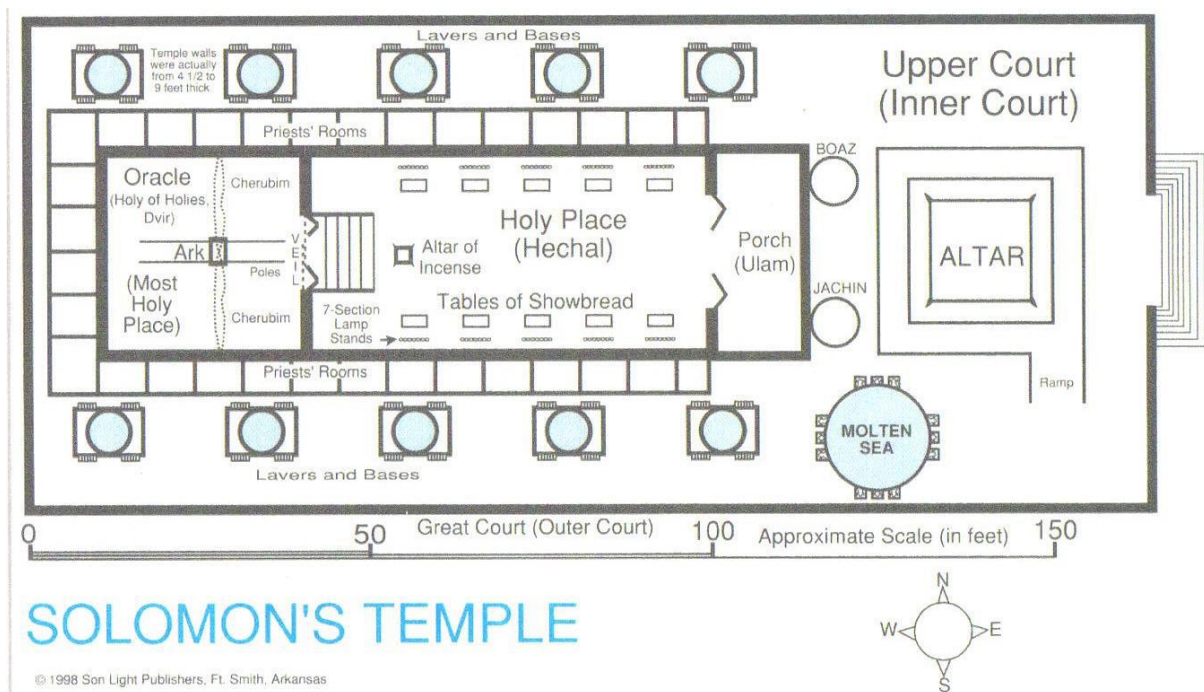 Lavers and Bases
Temple walls
were actually
from 4 1/2 to
9 feet thick
Upper Court
(Inner Court)
Priests' Rooms
BOAZ
Oracle
(Holy of Holies,
Dvir)
Cherubim
Ark
Poles
VEIL
(Most
Holy
Place)
Cherubim
Altar of
Incense
Holy Place
(Hechal)
Tables of Showbread
7-Section
Lamp
Stands
Porch
(Ulam)
ALTAR
JACHIN
Priests' Rooms
Ramp
MOLTEN
SEA
Lavers and Bases
0 50 Great Court (Outer Court) 100 Approximate Scale (in feet) 150
SOLOMON'S TEMPLE
N
W E
S
© 1998 Son Light Publishers, Ft. Smith, Arkansas